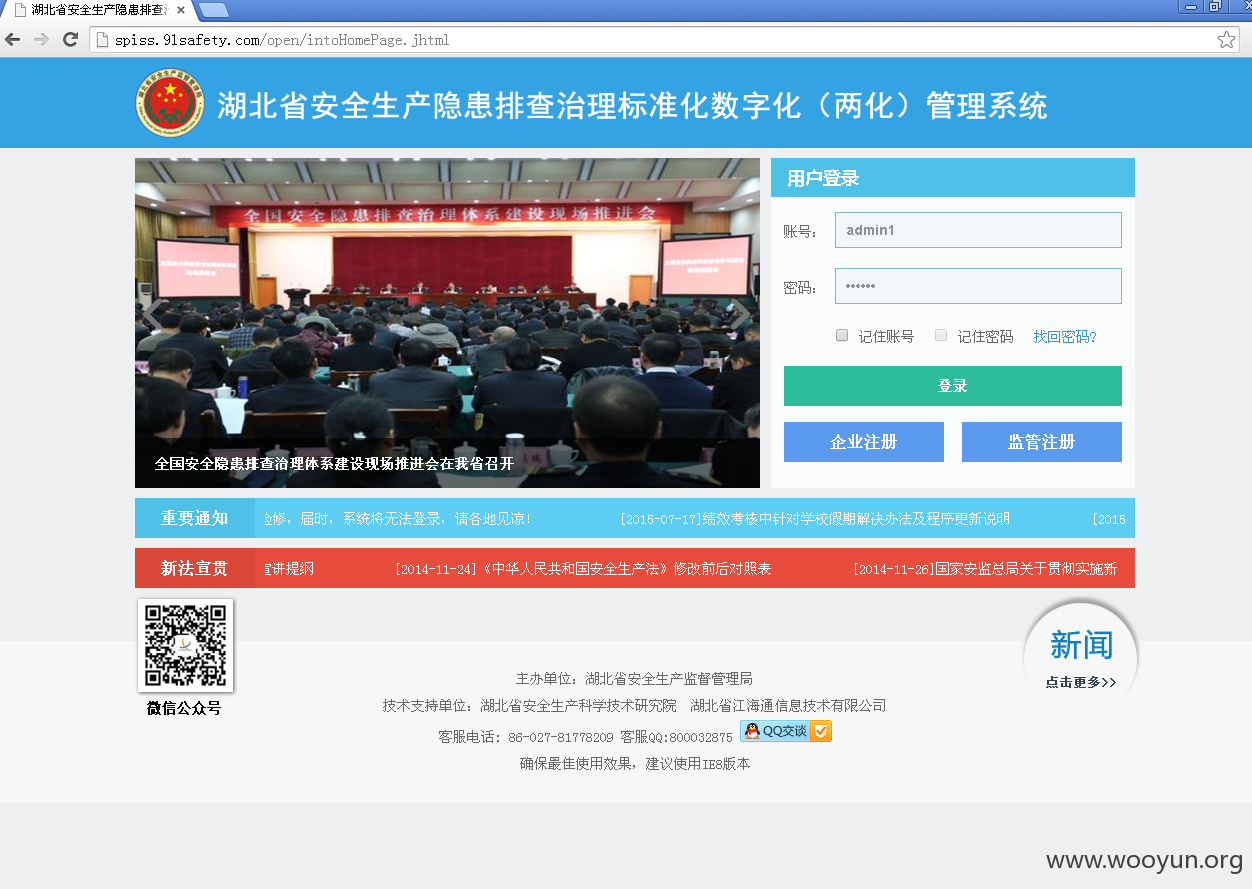 湖北省安全生产隐患排查
spiss.91safety.com/open/intoHomePage.jhtml
湖北省安全生产隐患排查治理标准化数字化（两化）管理系统
全国安全隐患排查治理体系建设现场推进会
全国安全隐患排查治理体系建设现场推进会在我省召开
用户登录
账号： admin1
密码： ••••••
记住账号 记住密码 找回密码?
登录
企业注册 监管注册
重要通知 修，届时，系统将无法登录，请各地见谅！ [2015-07-17]绩效考核中针对学校假期解决办法及程序更新说明 [2015
新法宣贯 讲提纲 [2014-11-24]《中华人民共和国安全生产法》修改前后对照表 [2014-11-26]国家安监总局关于贯彻实施新
微信公众号
新闻
点击更多>>
主办单位：湖北省安全生产监督管理局
技术支持单位：湖北省安全生产科学技术研究院 湖北省江海通信息技术有限公司
客服电话：86-027-81778209 客服QQ:800032875 QQ交谈
确保最佳使用效果，建议使用IE8版本
www.wooyun.org